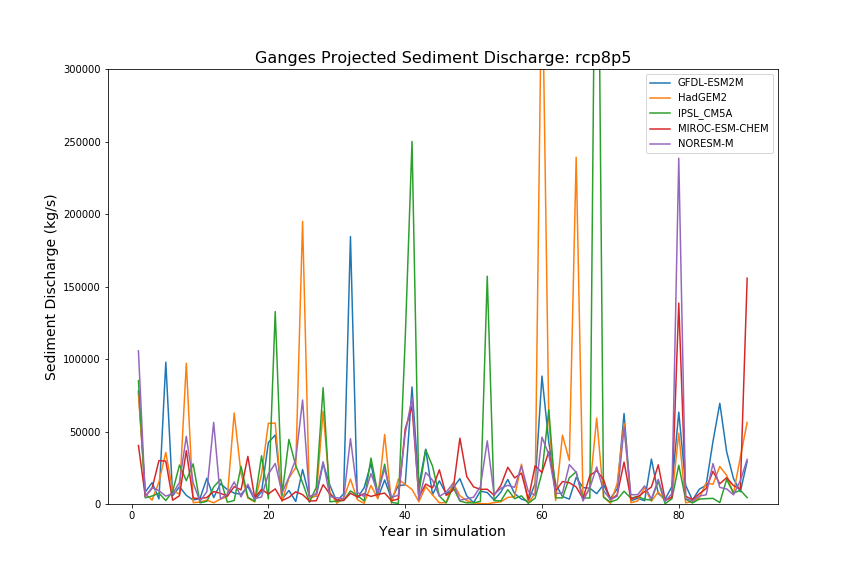 Ganges Projected Sediment Discharge: rcp8p5
300000
250000
200000
150000
100000
50000
0
Sediment Discharge (kg/s)
GFDL-ESM2M
HadGEM2
IPSL_CM5A
MIROC-ESM-CHEM
NORESM-M
0 20 40 60 80
Year in simulation